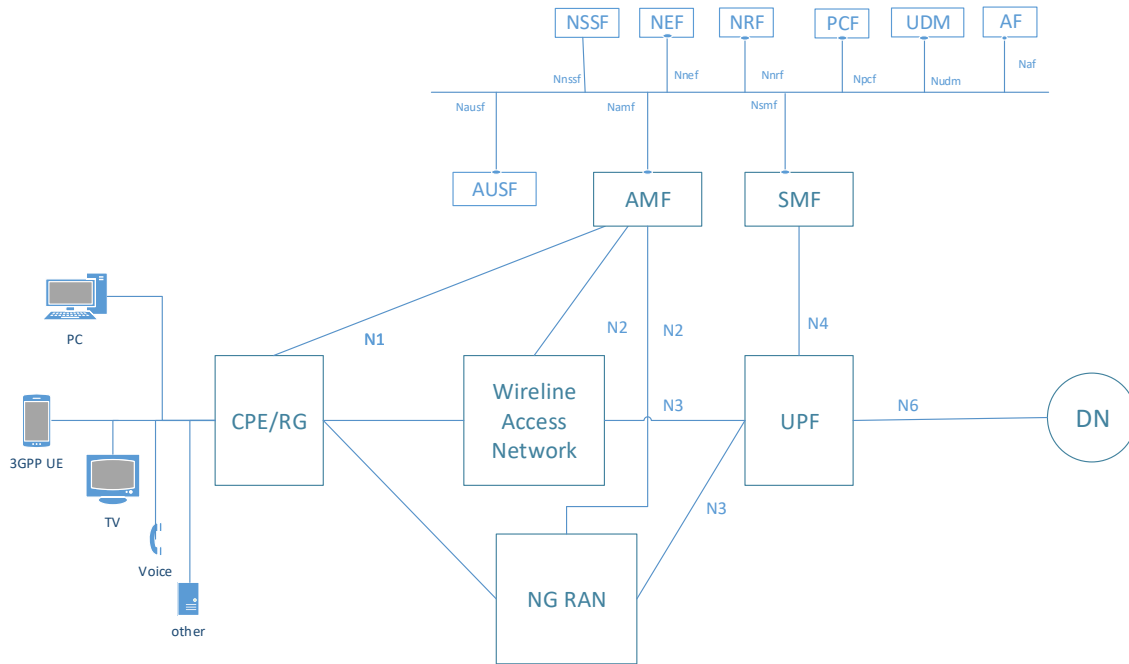 NSSF
NEF
NRF
PCF
UDM
AF
Nnssf
Nnef
Nnrf
Npcf
Nudm
Naf
Nausf
Namf
Nsmf
AUSF
AMF
SMF
PC
N1
N2
N2
N4
CPE/RG
Wireline
Access
Network
N3
UPF
N6
DN
3GPP UE
TV
N3
Voice
NG RAN
other